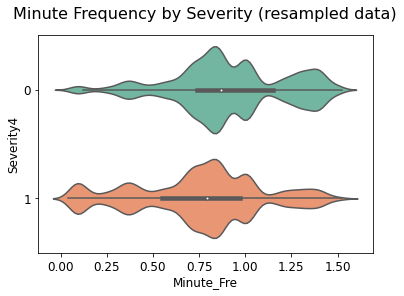 Minute Frequency by Severity (resampled data)
Severity4
0
1
0.00 0.25 0.50 0.75 1.00 1.25 1.50
Minute_Fre